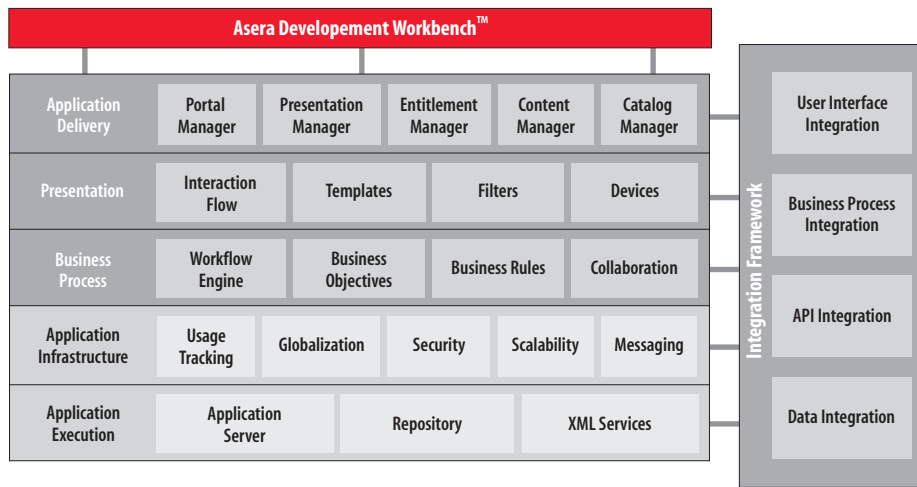 Asera Developement Workbench™
Application
Delivery
Portal
Manager
Presentation
Manager
Entitlement
Manager
Content
Manager
Catalog
Manager
Presentation
Interaction
Flow
Templates
Filters
Devices
Business
Process
Workflow
Engine
Business
Objectives
Business Rules
Collaboration
Application
Infrastructure
Usage
Tracking
Globalization
Security
Scalability
Messaging
Application
Execution
Application
Server
Repository
XML Services
Integration Framework
User Interface
Integration
Business Process
Integration
API Integration
Data Integration